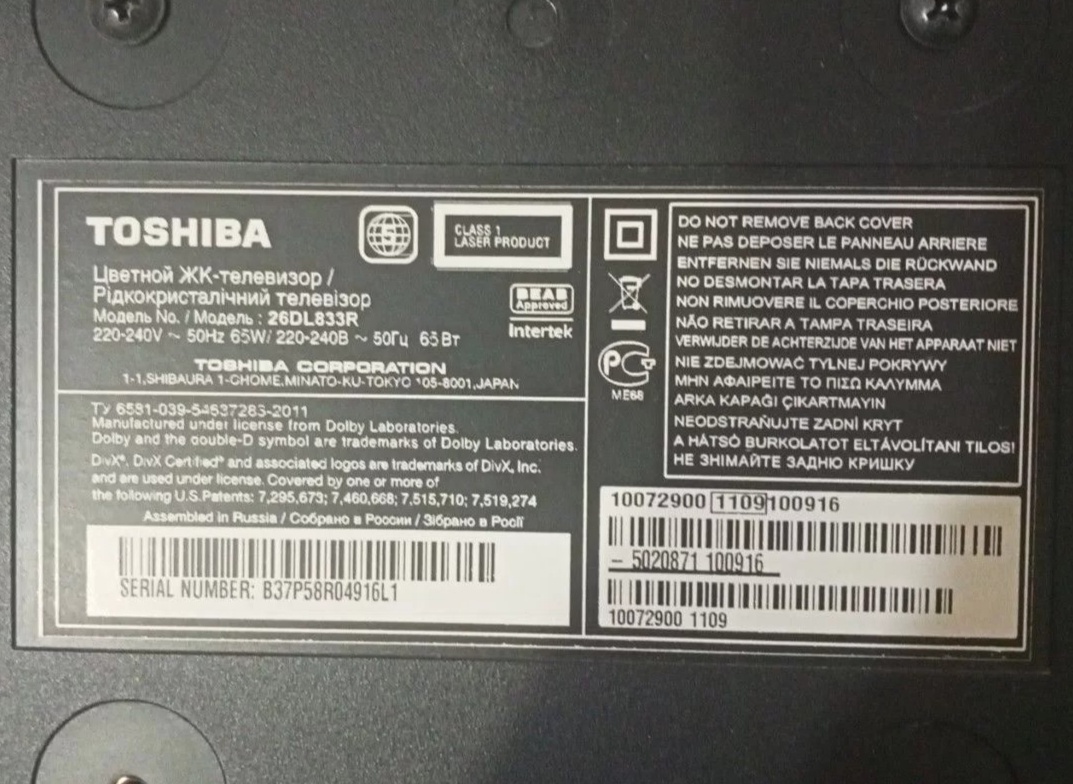 TOSHIBA
S
CLASS 1
LASER PRODUCT
Цветной ЖК-телевизор /
Рідкокристалічний телевізор
Модель No. / Модель : 26DL833R
220-240V ~ 50Hz 65W/ 220-240В ~ 50Гц 65 Вт
BEAB
Approved
Intertek
TOSHIBA CORPORATION
1-1,SHIBAURA 1-CHOME,MINATO-KU-TOKYO 105-8001,JAPAN
ТУ 6581-039-54637283-2011
Manufactured under license from Dolby Laboratories.
Dolby and the double-D symbol are trademarks of Dolby Laboratories.
DivX®, DivX Certified® and associated logos are trademarks of DivX, Inc.
and are used under license. Covered by one or more of
the following U.S.Patents: 7,295,673; 7,460,668; 7,515,710; 7,519,274
Assembled in Russia / Собрано в России / Зібрано в Росії
SERIAL NUMBER: B37P58R04916L1
РС
ME68
DO NOT REMOVE BACK COVER
NE PAS DEPOSER LE PANNEAU ARRIERE
ENTFERNEN SIE NIEMALS DIE RÜCKWAND
NO DESMONTAR LA TAPA TRASERA
NON RIMUOVERE IL COPERCHIO POSTERIORE
NÃO RETIRAR A TAMPA TRASEIRA
VERWIJDER DE ACHTERZIJDE VAN HET APPARAAT NIET
NIE ZDEJMOWAĆ TYLNEJ POKRYWY
ΜΗΝ ΑΦΑΙΡΕΙΤΕ ΤΟ ΠΙΣΩ ΚΑΛΥΜΜΑ
ARKA KAPAĞI ÇIKARTMAYIN
NEODSTRAŇUJTE ZADNÍ KRYT
A HÁTSÓ BURKOLATOT ELTÁVOLÍTANI TILOS!
НЕ ЗНІМАЙТЕ ЗАДНЮ КРИШКУ
10072900 1109 100916
- 5020871 100916
10072900 1109